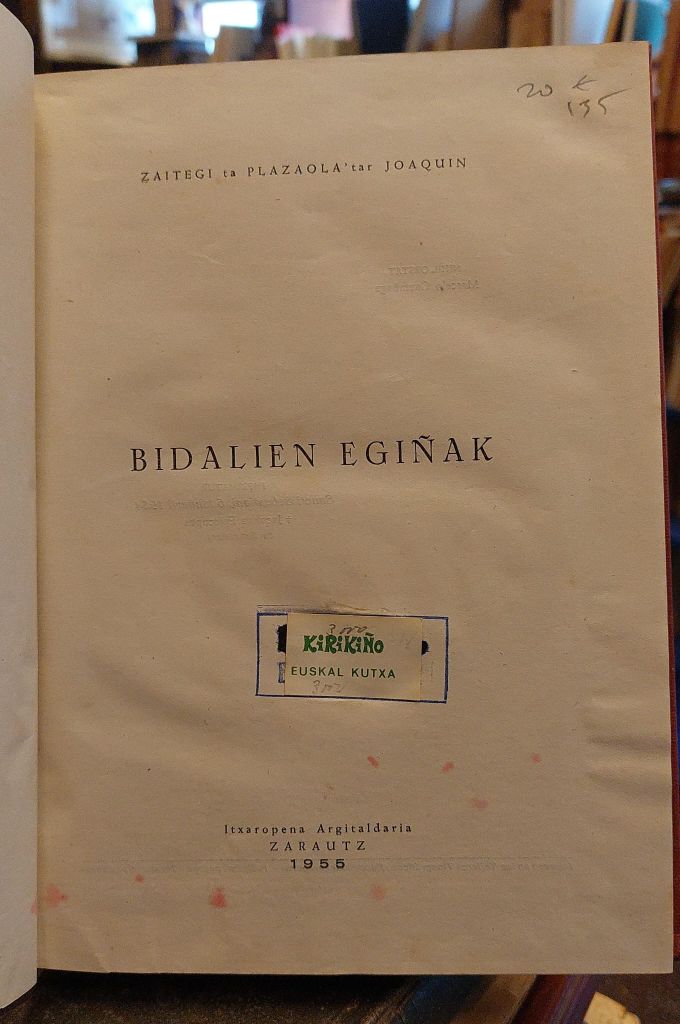 20 €
135
ZAITEGI ta PLAZAOLA'tar JOAQUIN
BIDALIEN EGIÑAK
KiRiKiÑo
EUSKAL KUTXA
Itxaropena Argitaldaria
ZARAUTZ
1955